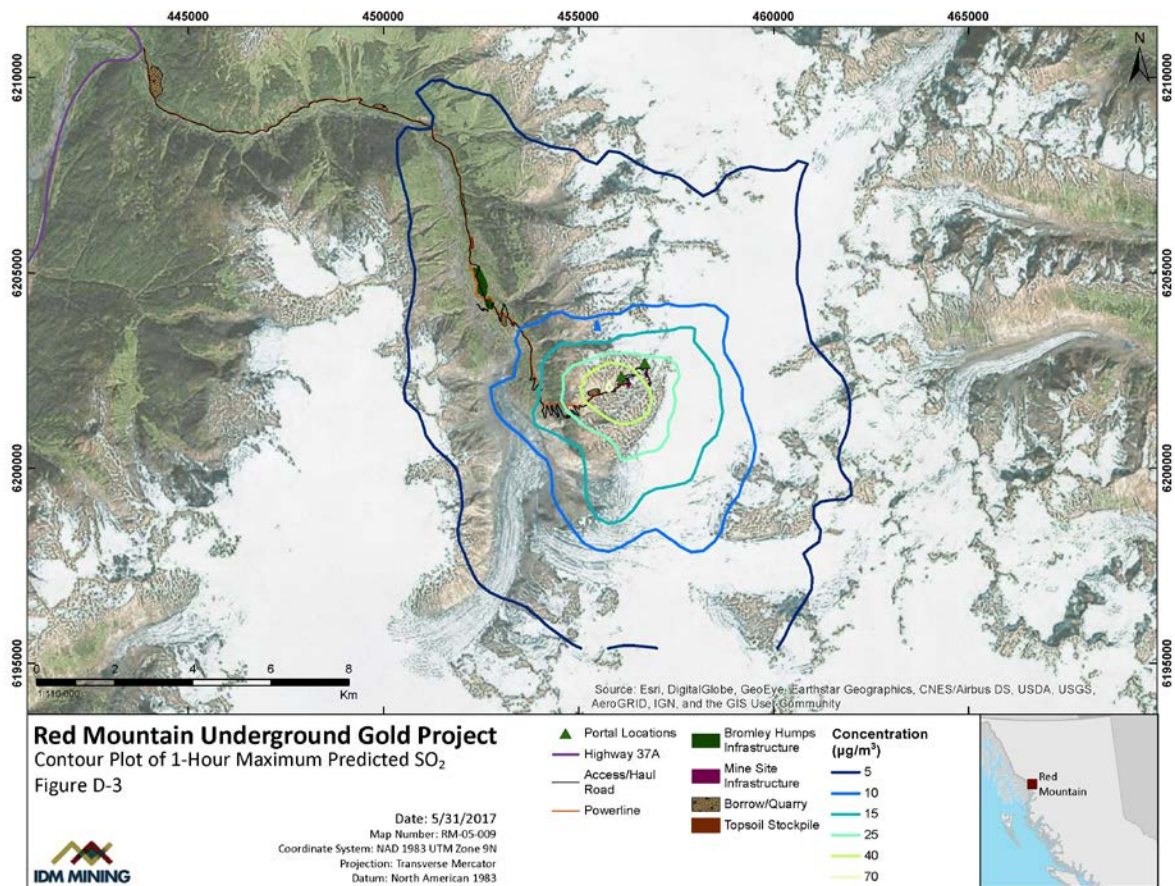 445000 450000 455000 460000 465000
N
6210000 6210000
6205000 6205000
6200000 6200000
6195000 6195000
0 2 4 6 8
1:110,000
Km
Source: Esri, DigitalGlobe, GeoEye, Earthstar Geographics, CNES/Airbus DS, USDA, USGS,
AeroGRID, IGN, and the GIS User Community
Red Mountain Underground Gold Project
Contour Plot of 1-Hour Maximum Predicted SO₂
Figure D-3
Date: 5/31/2017
Map Number: RM-05-009
Coordinate System: NAD 1983 UTM Zone 9N
Projection: Transverse Mercator
Datum: North American 1983
IDM MINING
Portal Locations
Highway 37A
Access/Haul
Road
Powerline
Bromley Humps
Infrastructure
Mine Site
Infrastructure
Borrow/Quarry
Topsoil Stockpile
Concentration
(µg/m³)
5
10
15
25
40
70
Red
Mountain